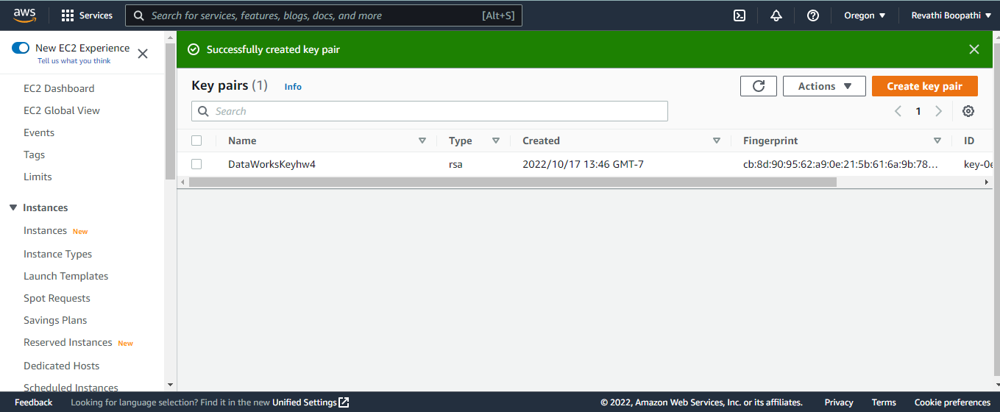 aws Services Search for services, features, blogs, docs, and more [Alt+S] Oregon Revathi Boopathi
New EC2 Experience
Tell us what you think
EC2 Dashboard
EC2 Global View
Events
Tags
Limits
Instances
Instances New
Instance Types
Launch Templates
Spot Requests
Savings Plans
Reserved Instances New
Dedicated Hosts
Scheduled Instances
Successfully created key pair
Key pairs (1) Info Actions Create key pair
Search 1
Name Type Created Fingerprint ID
DataWorksKeyhw4 rsa 2022/10/17 13:46 GMT-7 cb:8d:90:95:62:a9:0e:21:5b:61:6a:9b:78... key-0e
Feedback Looking for language selection? Find it in the new Unified Settings © 2022, Amazon Web Services, Inc. or its affiliates. Privacy Terms Cookie preferences